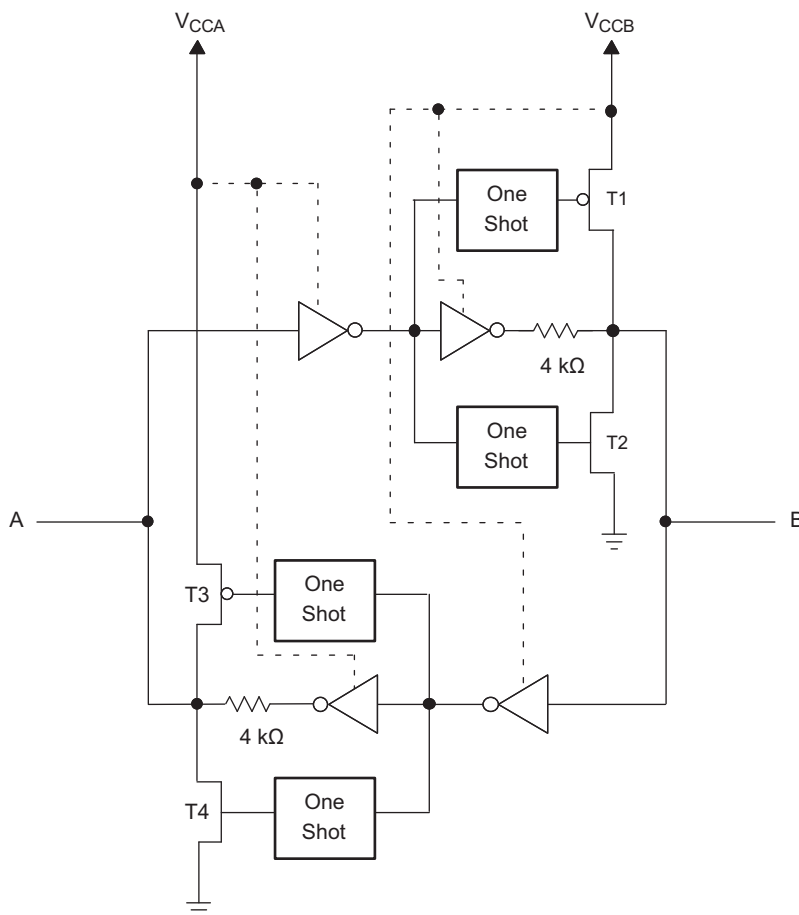 VCCA
VCCB
One
Shot
T1
4 kΩ
One
Shot
T2
A
B
T3
One
Shot
4 kΩ
T4
One
Shot